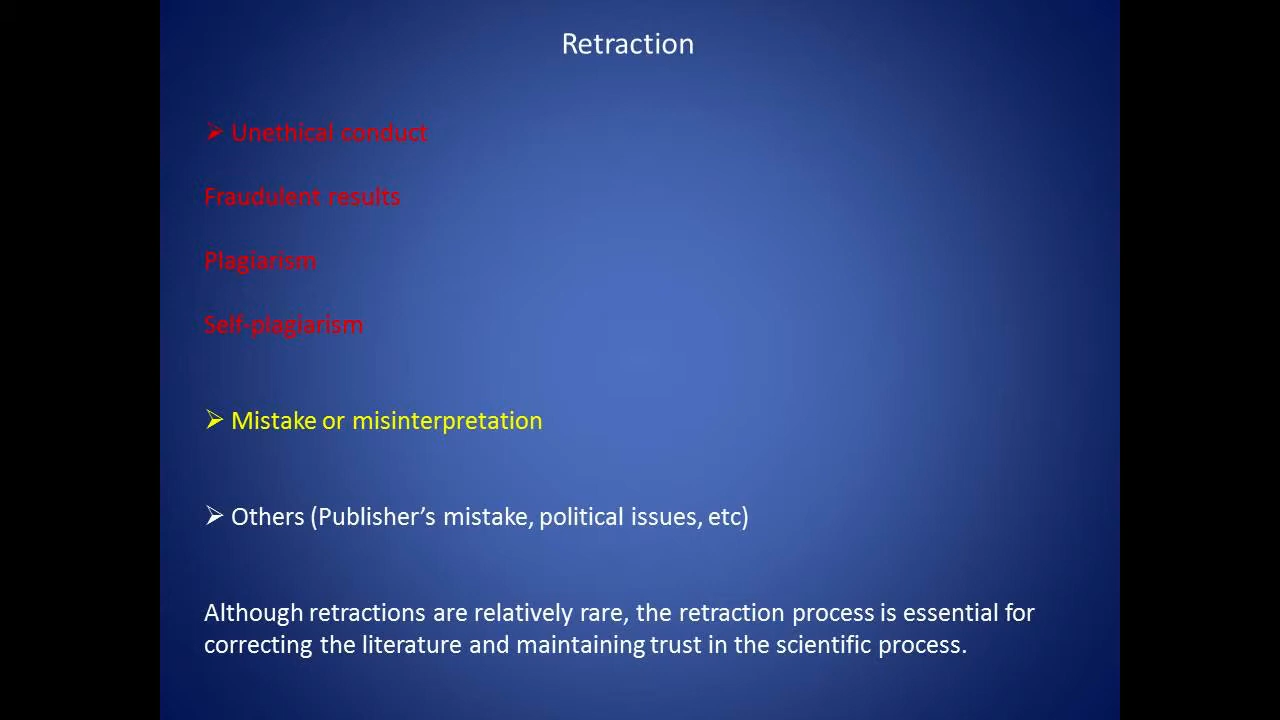 Retraction
➢ Unethical conduct
Fraudulent results
Plagiarism
Self-plagiarism
➢ Mistake or misinterpretation
➢ Others (Publisher’s mistake, political issues, etc)
Although retractions are relatively rare, the retraction process is essential for
correcting the literature and maintaining trust in the scientific process.